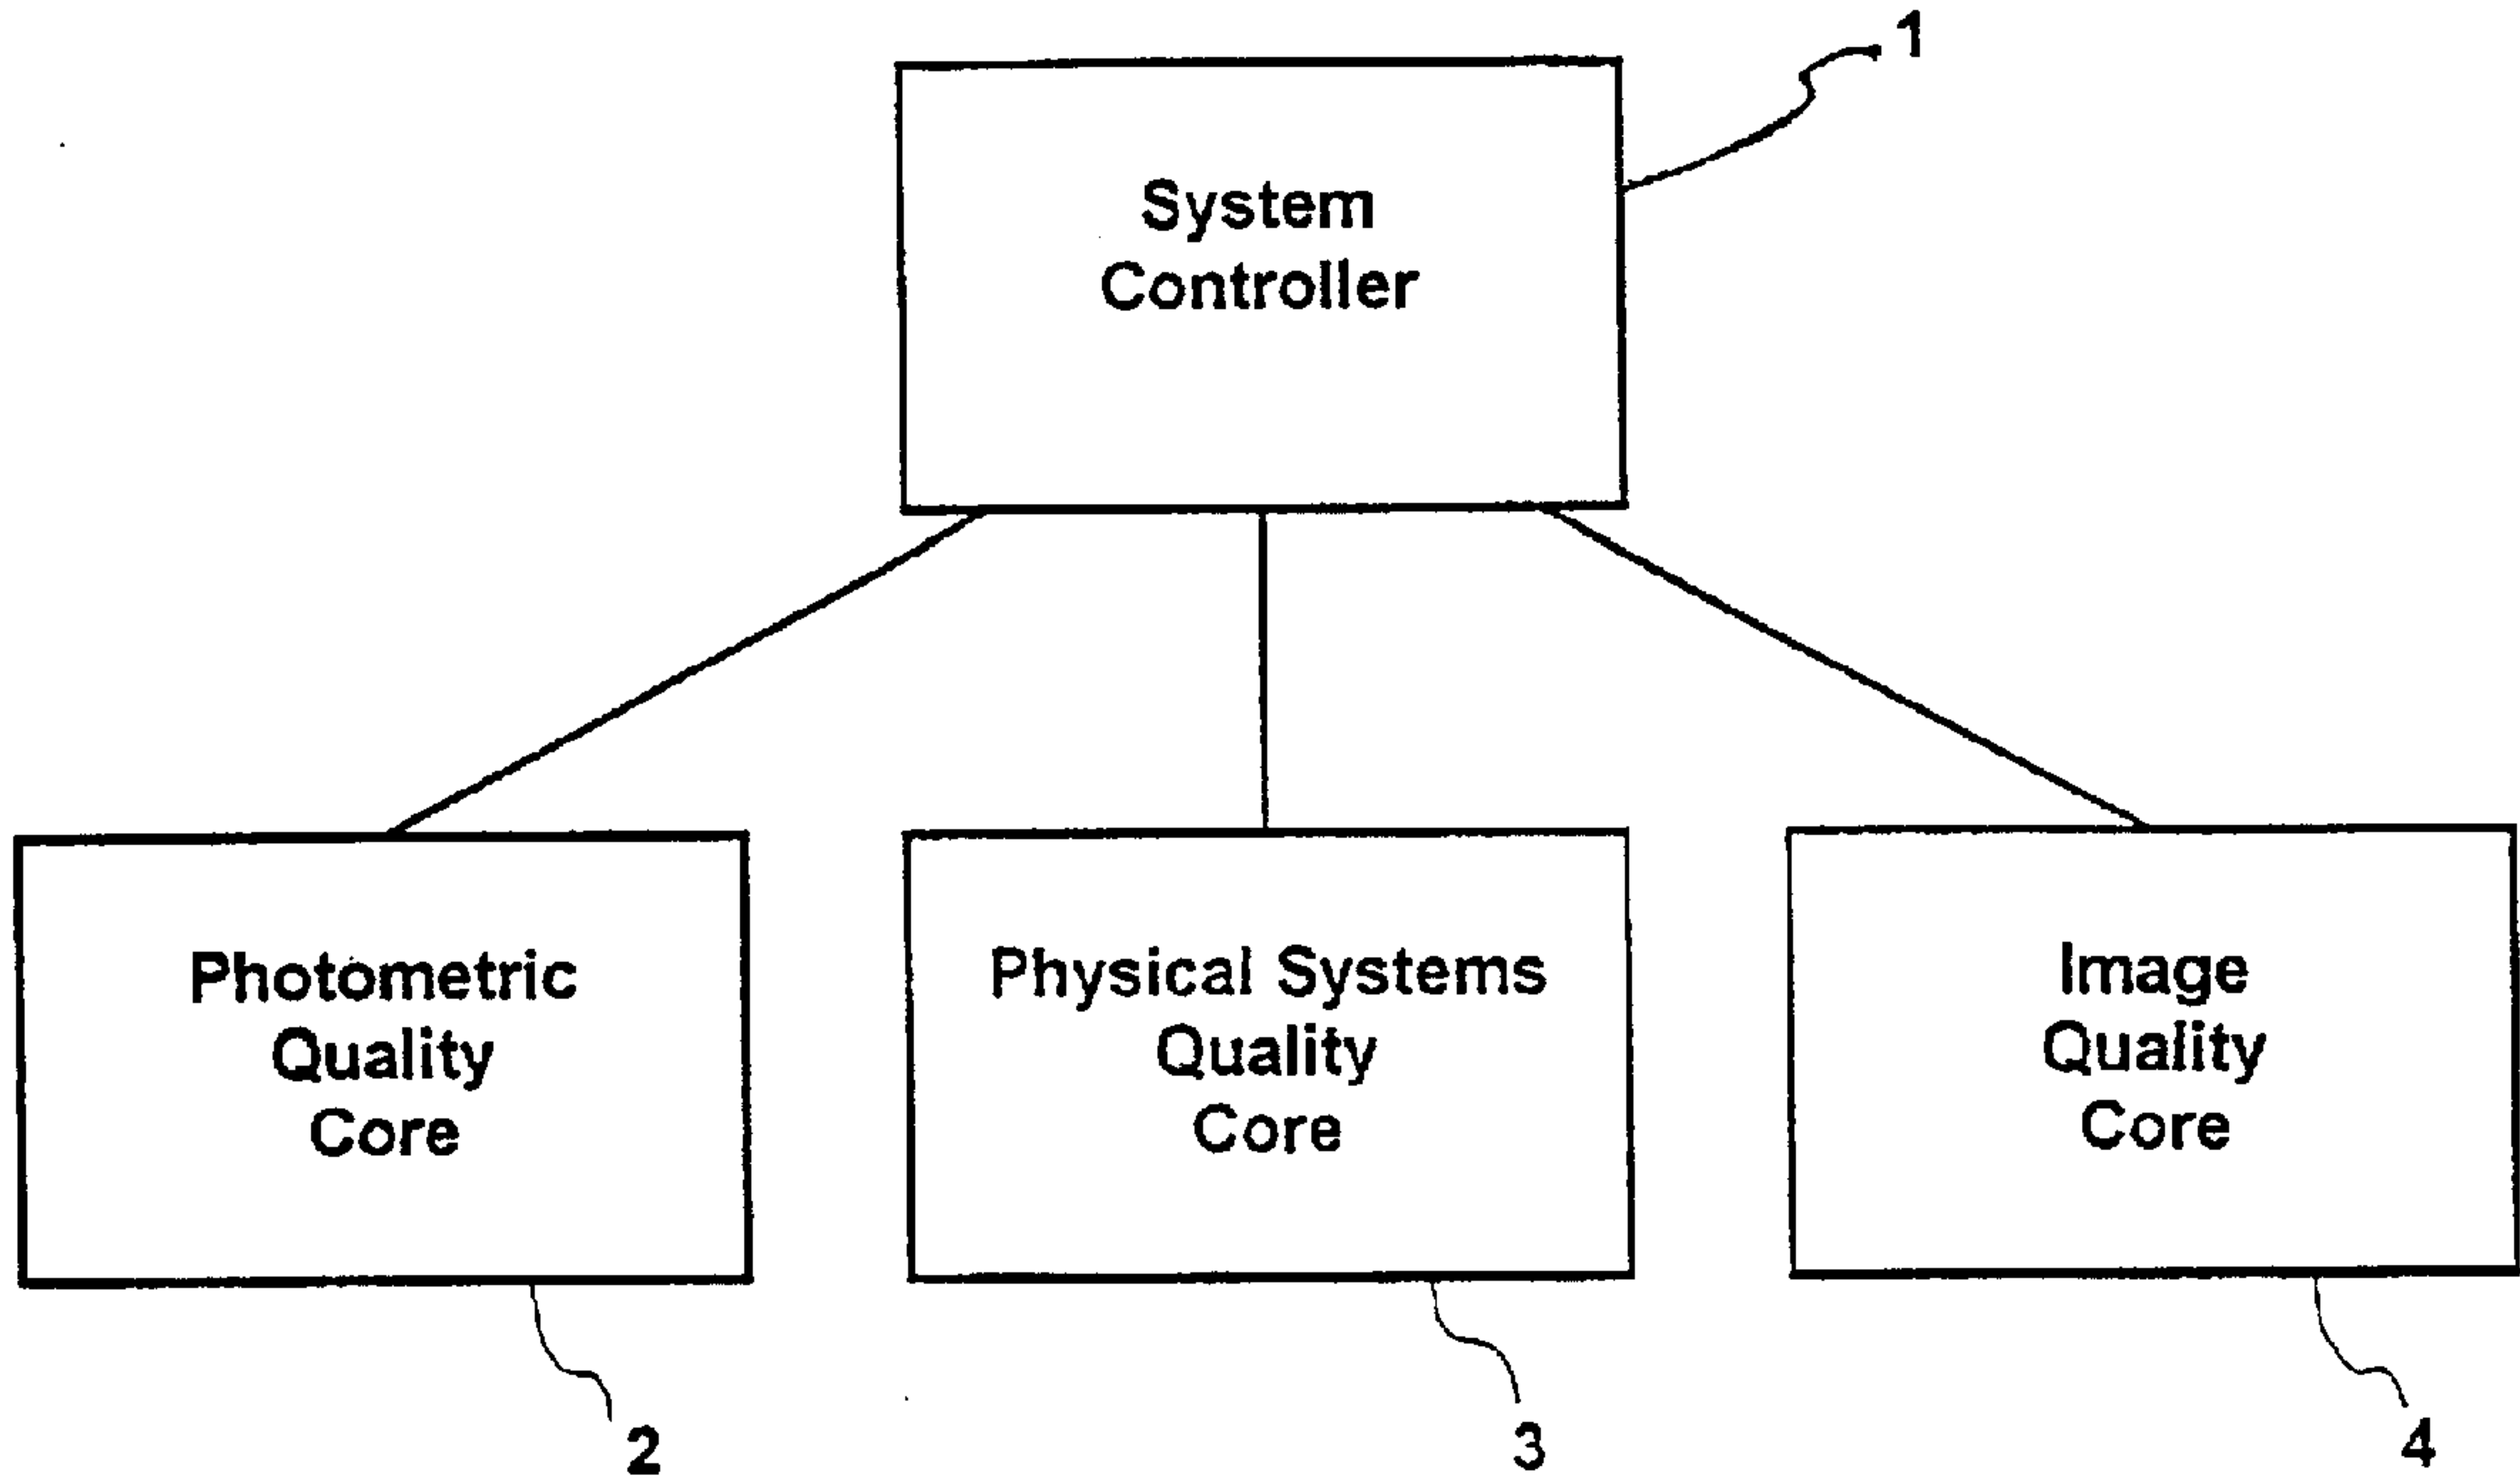 1
System
Controller
Photometric
Quality
Core
Physical Systems
Quality
Core
Image
Quality
Core
2
3
4